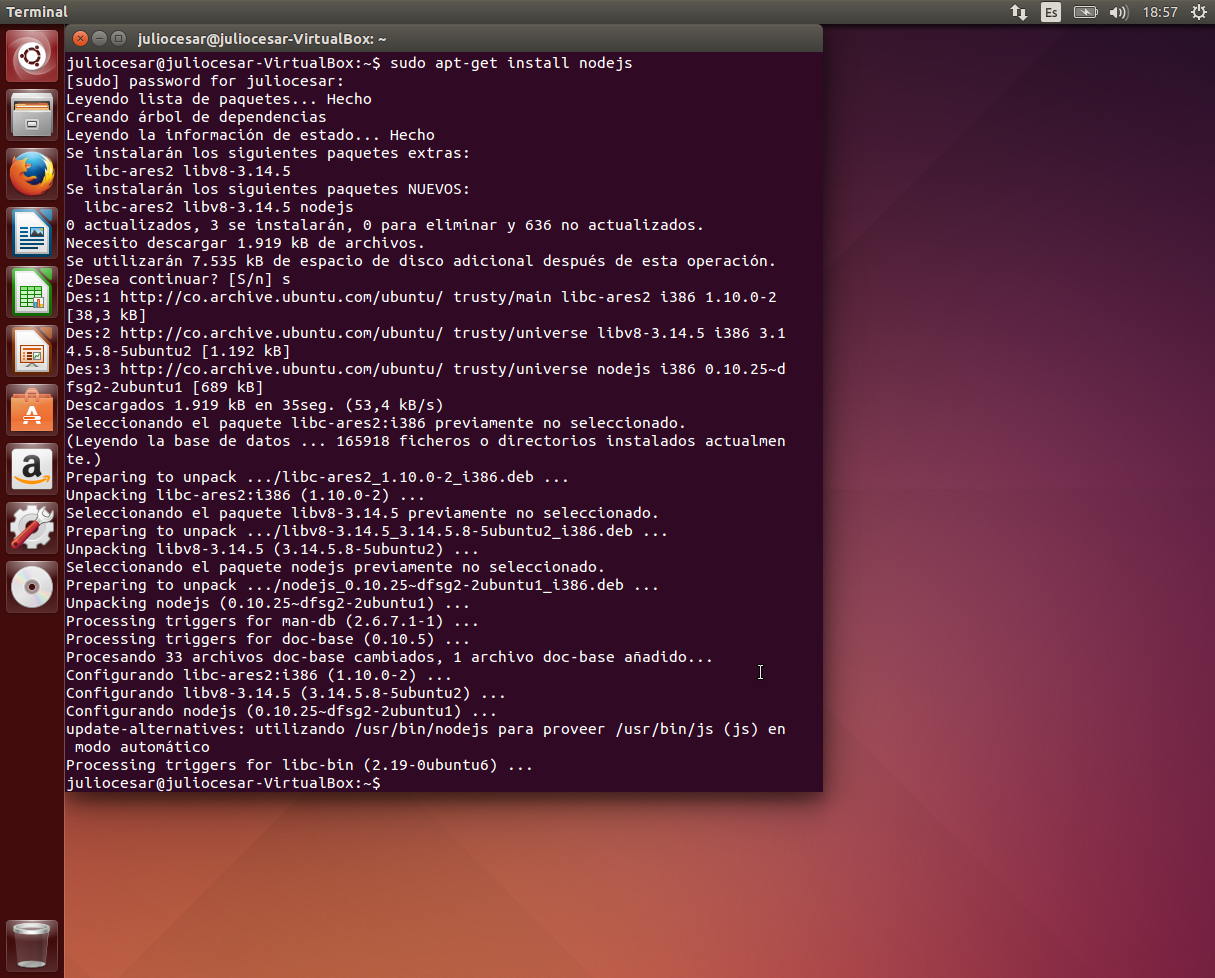 Terminal
Es
18:57
juliocesar@juliocesar-VirtualBox: ~
juliocesar@juliocesar-VirtualBox:~$ sudo apt-get install nodejs
[sudo] password for juliocesar:
Leyendo lista de paquetes... Hecho
Creando árbol de dependencias
Leyendo la información de estado... Hecho
Se instalarán los siguientes paquetes extras:
  libc-ares2 libv8-3.14.5
Se instalarán los siguientes paquetes NUEVOS:
  libc-ares2 libv8-3.14.5 nodejs
0 actualizados, 3 se instalarán, 0 para eliminar y 636 no actualizados.
Necesito descargar 1.919 kB de archivos.
Se utilizarán 7.535 kB de espacio de disco adicional después de esta operación.
¿Desea continuar? [S/n] s
Des:1 http://co.archive.ubuntu.com/ubuntu/ trusty/main libc-ares2 i386 1.10.0-2
[38,3 kB]
Des:2 http://co.archive.ubuntu.com/ubuntu/ trusty/universe libv8-3.14.5 i386 3.1
4.5.8-5ubuntu2 [1.192 kB]
Des:3 http://co.archive.ubuntu.com/ubuntu/ trusty/universe nodejs i386 0.10.25~d
fsg2-2ubuntu1 [689 kB]
Descargados 1.919 kB en 35seg. (53,4 kB/s)
Seleccionando el paquete libc-ares2:i386 previamente no seleccionado.
(Leyendo la base de datos ... 165918 ficheros o directorios instalados actualmen
te.)
Preparing to unpack .../libc-ares2_1.10.0-2_i386.deb ...
Unpacking libc-ares2:i386 (1.10.0-2) ...
Seleccionando el paquete libv8-3.14.5 previamente no seleccionado.
Preparing to unpack .../libv8-3.14.5_3.14.5.8-5ubuntu2_i386.deb ...
Unpacking libv8-3.14.5 (3.14.5.8-5ubuntu2) ...
Seleccionando el paquete nodejs previamente no seleccionado.
Preparing to unpack .../nodejs_0.10.25~dfsg2-2ubuntu1_i386.deb ...
Unpacking nodejs (0.10.25~dfsg2-2ubuntu1) ...
Processing triggers for man-db (2.6.7.1-1) ...
Processing triggers for doc-base (0.10.5) ...
Procesando 33 archivos doc-base cambiados, 1 archivo doc-base añadido...
Configurando libc-ares2:i386 (1.10.0-2) ...
Configurando libv8-3.14.5 (3.14.5.8-5ubuntu2) ...
Configurando nodejs (0.10.25~dfsg2-2ubuntu1) ...
update-alternatives: utilizando /usr/bin/nodejs para proveer /usr/bin/js (js) en
 modo automático
Processing triggers for libc-bin (2.19-0ubuntu6) ...
juliocesar@juliocesar-VirtualBox:~$